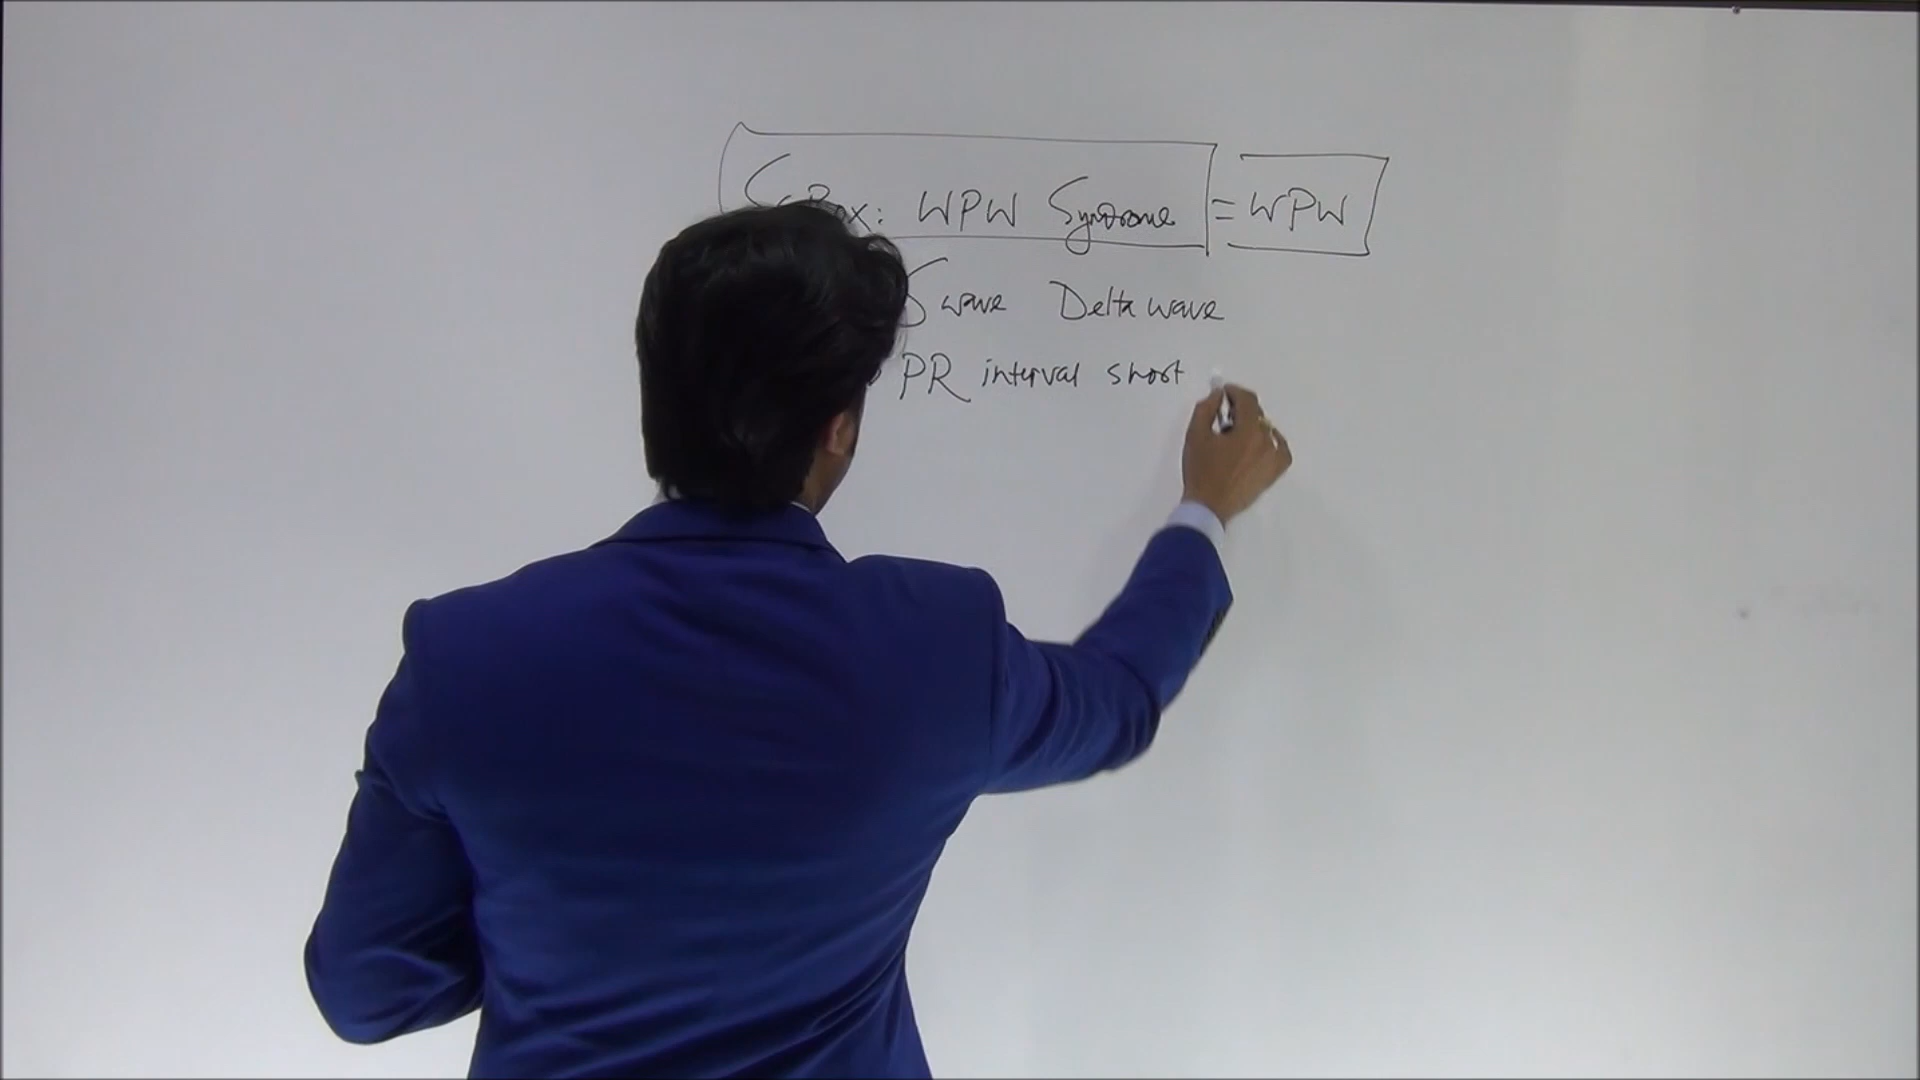 Box: WPW Syndrome = WPW
S wave Delta wave
PR interval short